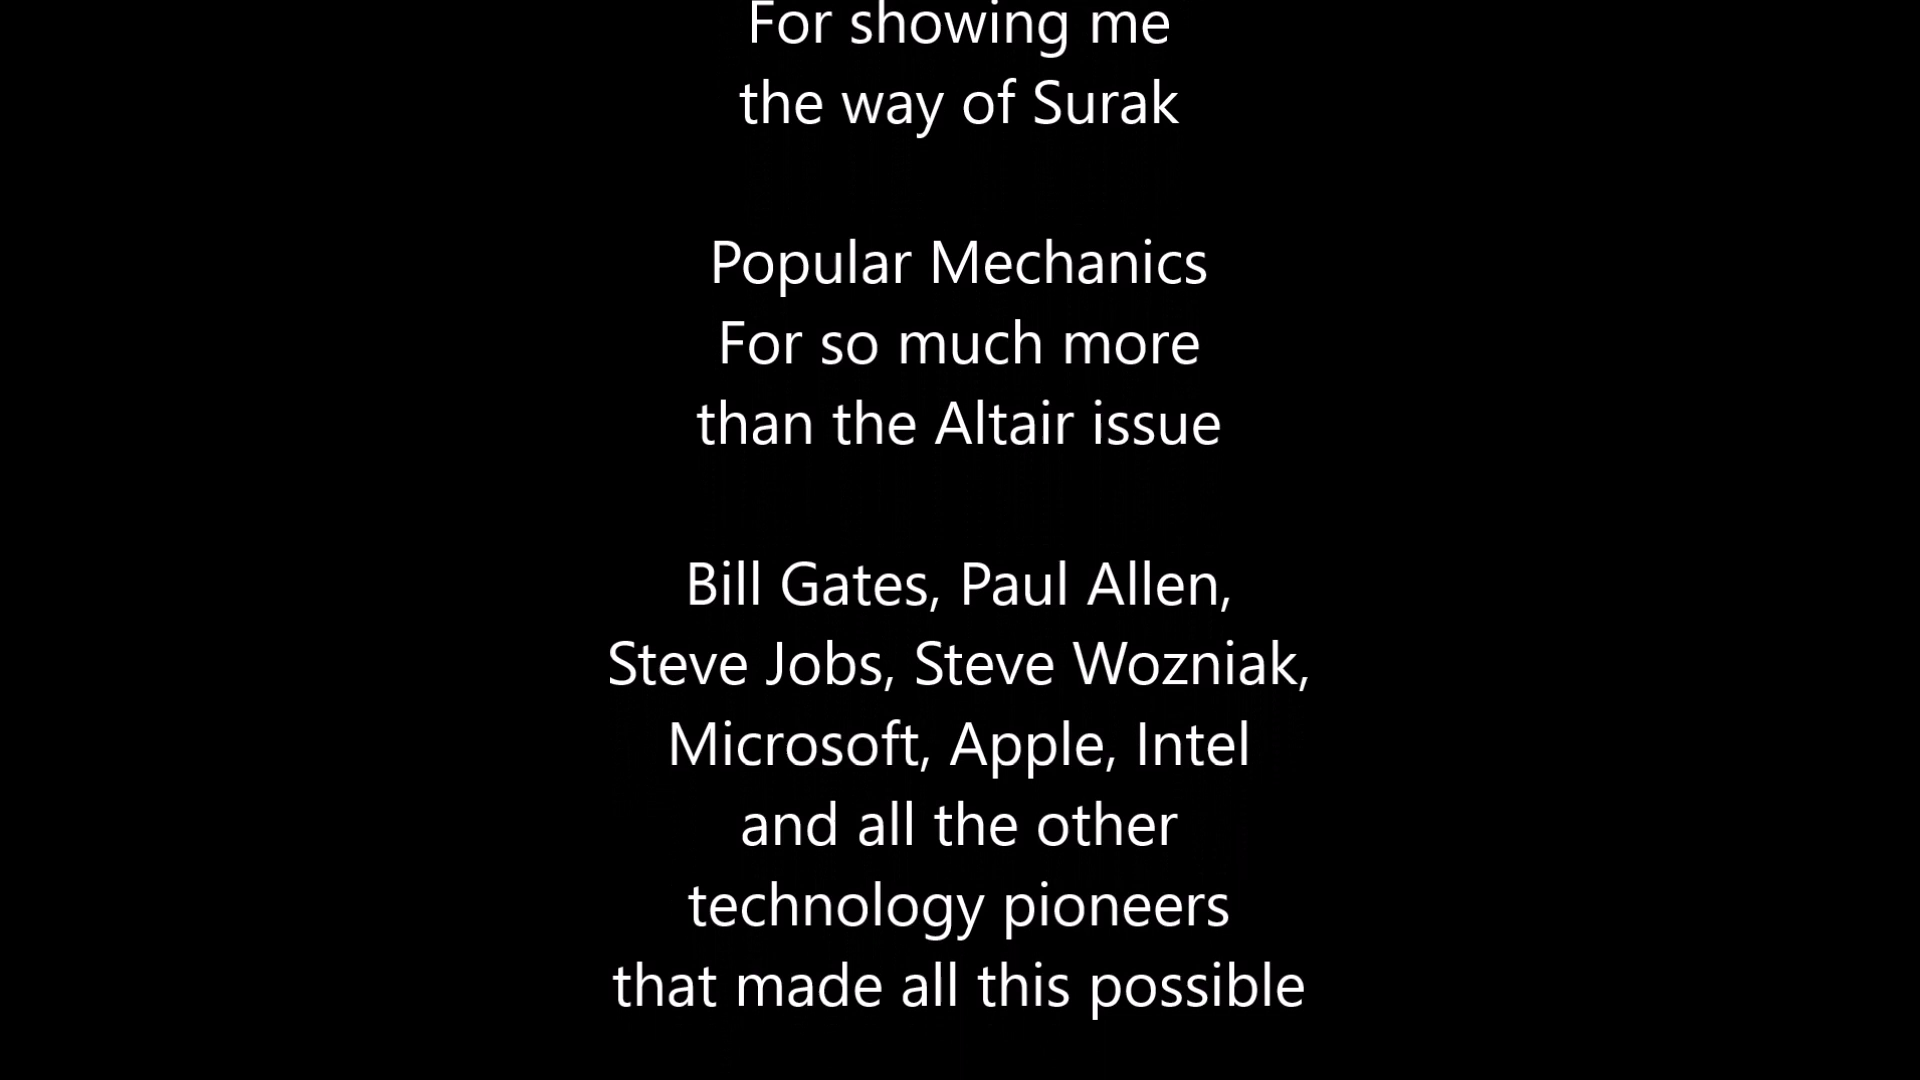 For showing me
the way of Surak
Popular Mechanics
For so much more
than the Altair issue
Bill Gates, Paul Allen,
Steve Jobs, Steve Wozniak,
Microsoft, Apple, Intel
and all the other
technology pioneers
that made all this possible